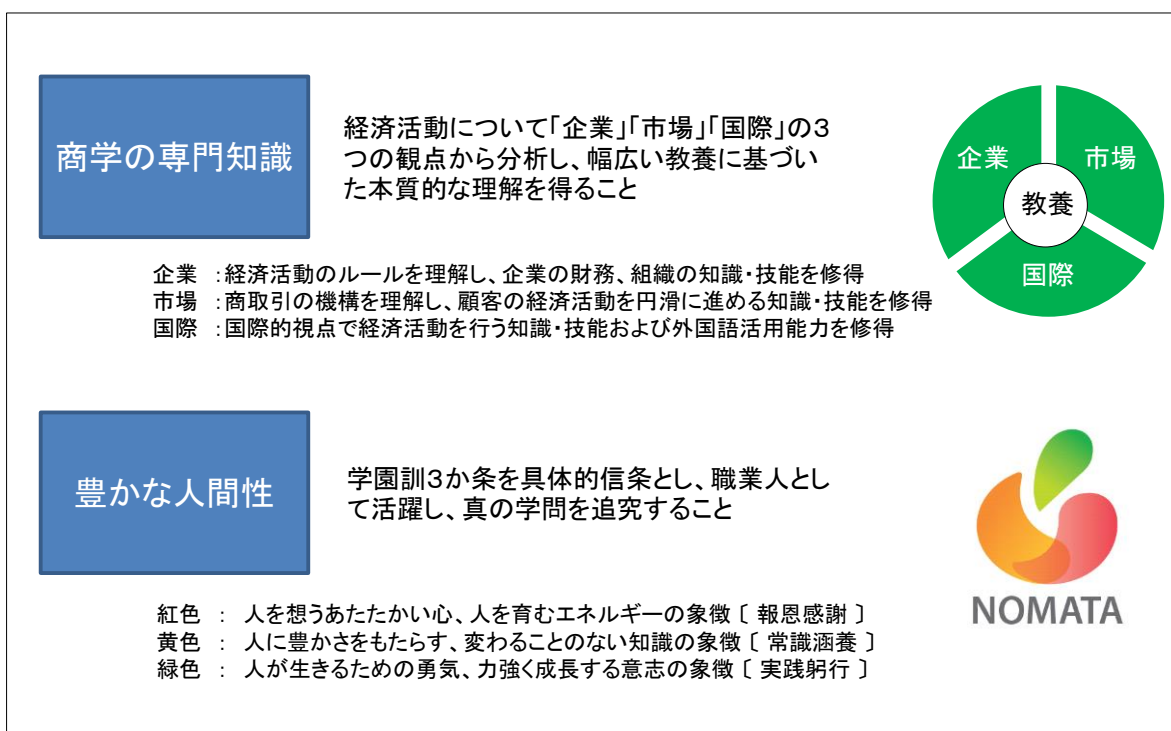 商学の専門知識
経済活動について「企業」「市場」「国際」の3
つの観点から分析し、幅広い教養に基づい
た本質的な理解を得ること
企業
市場
教養
国際
企業 :経済活動のルールを理解し、企業の財務、組織の知識・技能を修得
市場 :商取引の機構を理解し、顧客の経済活動を円滑に進める知識・技能を修得
国際 :国際的視点で経済活動を行う知識・技能および外国語活用能力を修得
豊かな人間性
学園訓3か条を具体的信条とし、職業人とし
て活躍し、真の学問を追究すること
NOMATA
紅色 : 人を想うあたたかい心、人を育むエネルギーの象徴〔 報恩感謝 〕
黄色 : 人に豊かさをもたらす、変わることのない知識の象徴〔 常識涵養 〕
緑色 : 人が生きるための勇気、力強く成長する意志の象徴〔 実践躬行 〕